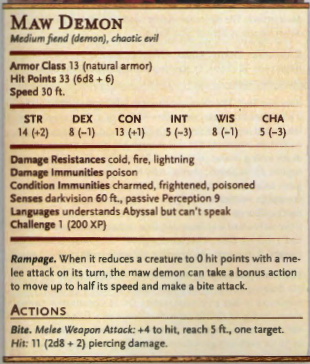 MAW DEMON
Medium fiend (demon), chaotic evil
Armor Class 13 (natural armor)
Hit Points 33 (6d8 + 6)
Speed 30 ft.
STR DEX CON INT WIS CHA
14 (+2) 8 (−1) 13 (+1) 5 (−3) 8 (−1) 5 (−3)
Damage Resistances cold, fire, lightning
Damage Immunities poison
Condition Immunities charmed, frightened, poisoned
Senses darkvision 60 ft., passive Perception 9
Languages understands Abyssal but can't speak
Challenge 1 (200 XP)
Rampage. When it reduces a creature to 0 hit points with a me-
lee attack on its turn, the maw demon can take a bonus action
to move up to half its speed and make a bite attack.
ACTIONS
Bite. Melee Weapon Attack: +4 to hit, reach 5 ft., one target.
Hit: 11 (2d8 + 2) piercing damage.